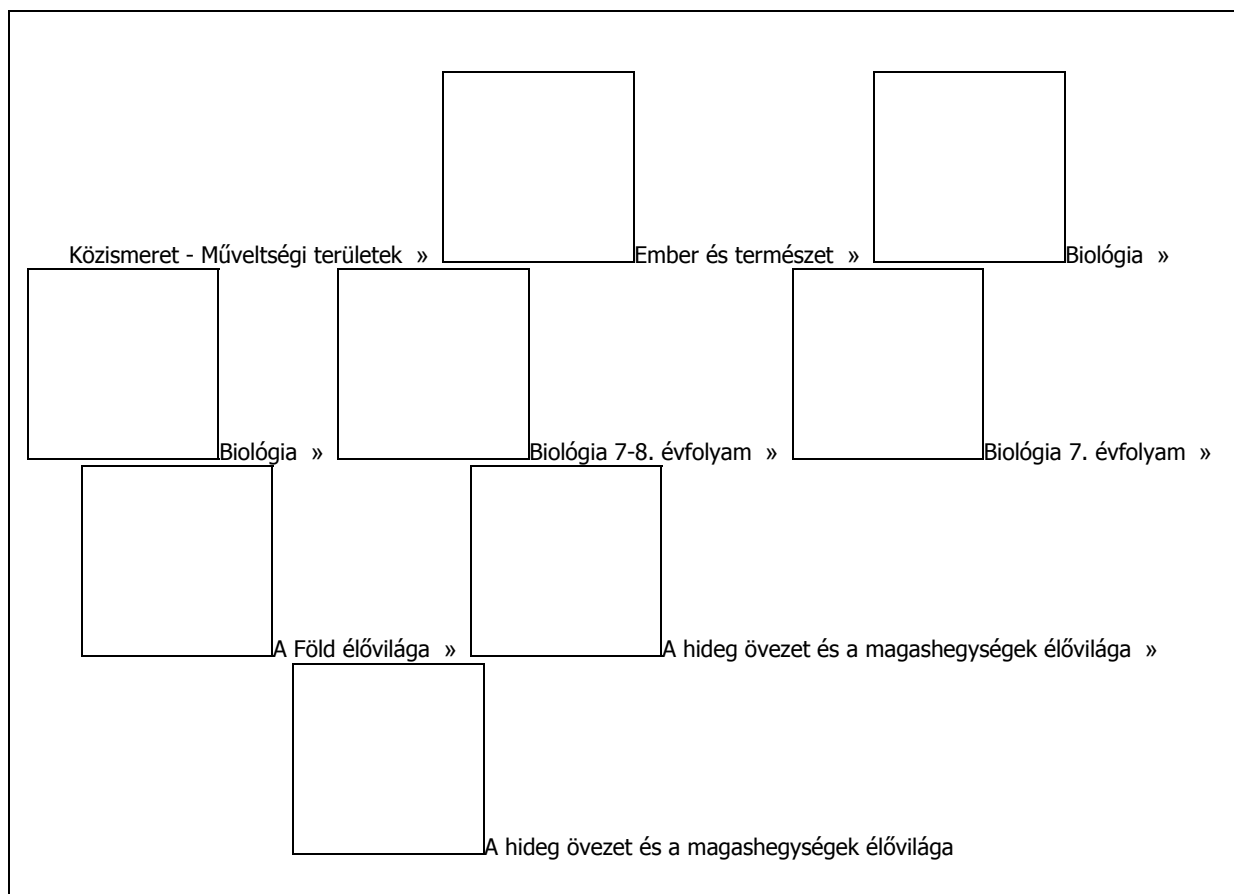 Közismeret - Műveltségi területek » Ember és természet » Biológia »
Biológia » Biológia 7-8. évfolyam » Biológia 7. évfolyam »
A Föld élővilága » A hideg övezet és a magashegységek élővilága »
A hideg övezet és a magashegységek élővilága